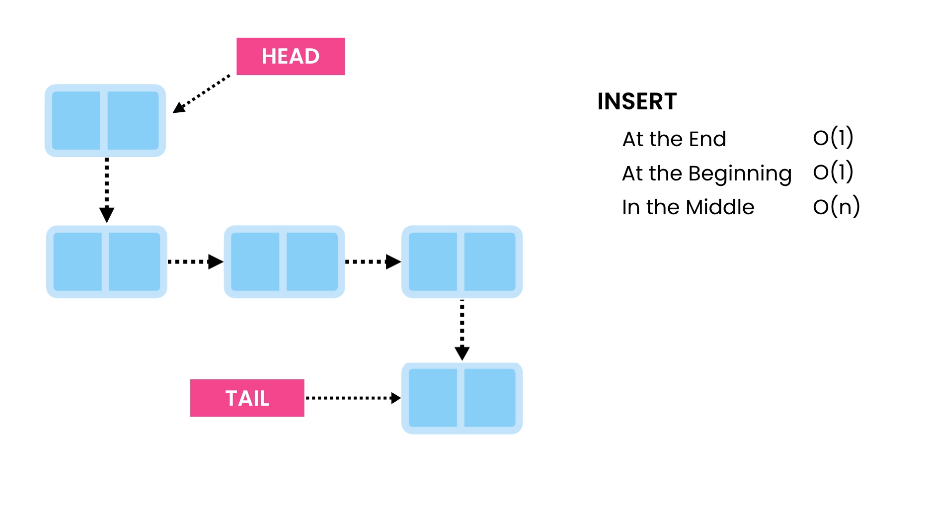 HEAD
INSERT
At the End O(1)
At the Beginning O(1)
In the Middle O(n)
TAIL